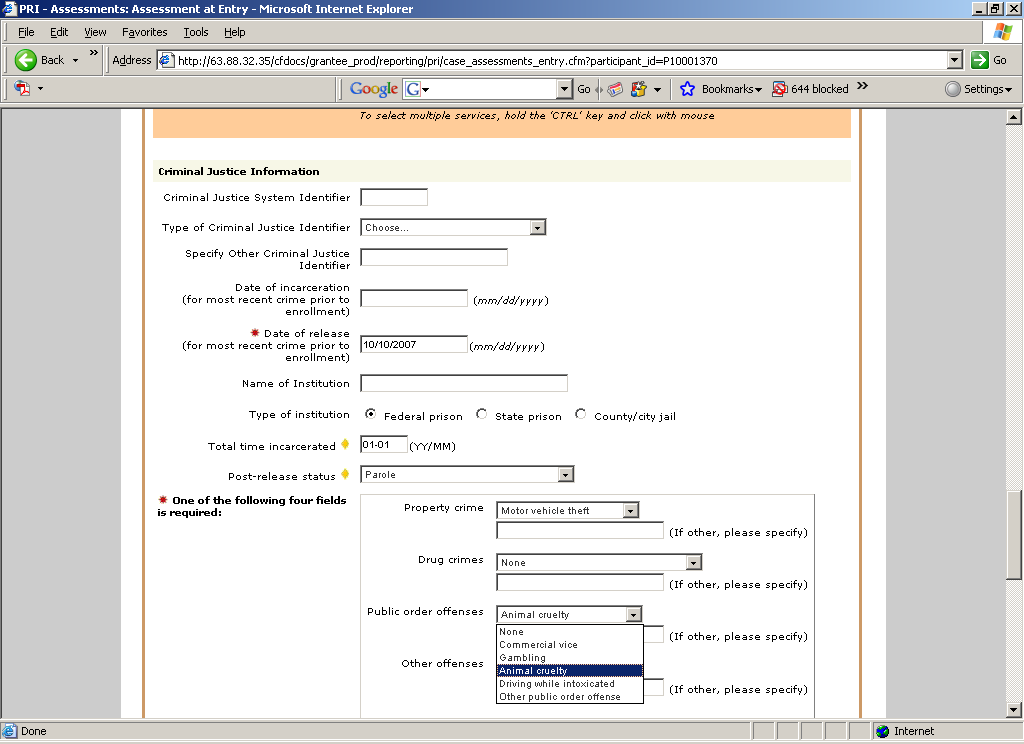 PRI - Assessments: Assessment at Entry - Microsoft Internet Explorer
File Edit View Favorites Tools Help
Back » Address http://63.88.32.35/cfdocs/grantee_prod/reporting/pri/case_assessments_entry.cfm?participant_id=P10001370 Go
Google G Go Bookmarks 644 blocked » Settings
To select multiple services, hold the 'CTRL' key and click with mouse
Criminal Justice Information
Criminal Justice System Identifier
Type of Criminal Justice Identifier Choose...
Specify Other Criminal Justice
Identifier
Date of incarceration
(for most recent crime prior to
enrollment)
(mm/dd/yyyy)
Date of release
(for most recent crime prior to
enrollment)
10/10/2007 (mm/dd/yyyy)
Name of Institution
Type of institution Federal prison State prison County/city jail
Total time incarcerated 01-01 (YY/MM)
Post-release status Parole
One of the following four fields
is required:
Property crime Motor vehicle theft
(If other, please specify)
Drug crimes None
(If other, please specify)
Public order offenses Animal cruelty
(If other, please specify)
None
Commercial vice
Gambling
Animal cruelty
Driving while intoxicated
Other public order offense
Other offenses
(If other, please specify)
Done Internet